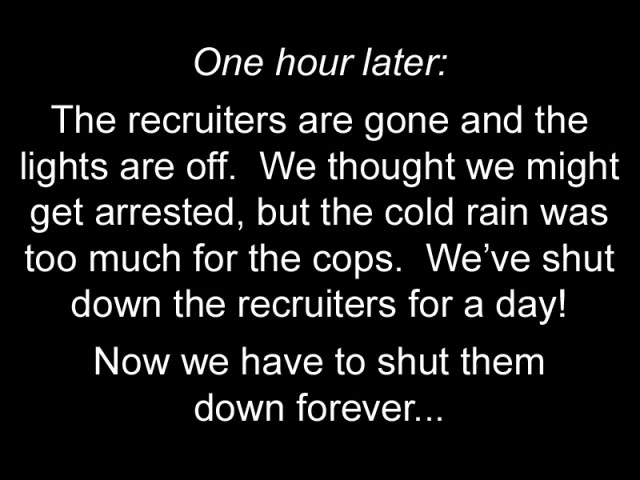 One hour later:
The recruiters are gone and the
lights are off.  We thought we might
get arrested, but the cold rain was
too much for the cops.  We’ve shut
down the recruiters for a day!
Now we have to shut them
down forever...